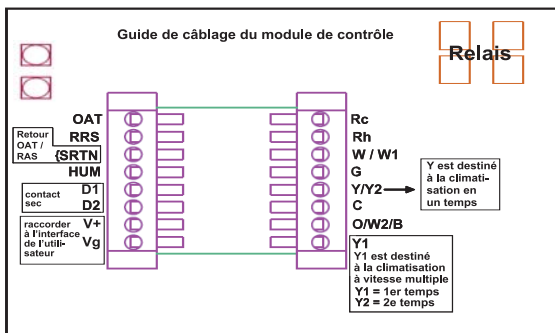 Guide de câblage du module de contrôle
Relais
OAT
RRS
{SRTN
HUM
D1
D2
V+
Vg
Retour
OAT /
RAS
contact
sec
raccorder
à l'interface
de l'utili-
sateur
Rc
Rh
W / W1
G
Y/Y2
C
O/W2/B
Y1
Y est destiné
à la climati-
sation en
un temps
Y1 est destiné
à la climatisation
à vitesse multiple
Y1 = 1er temps
Y2 = 2e temps